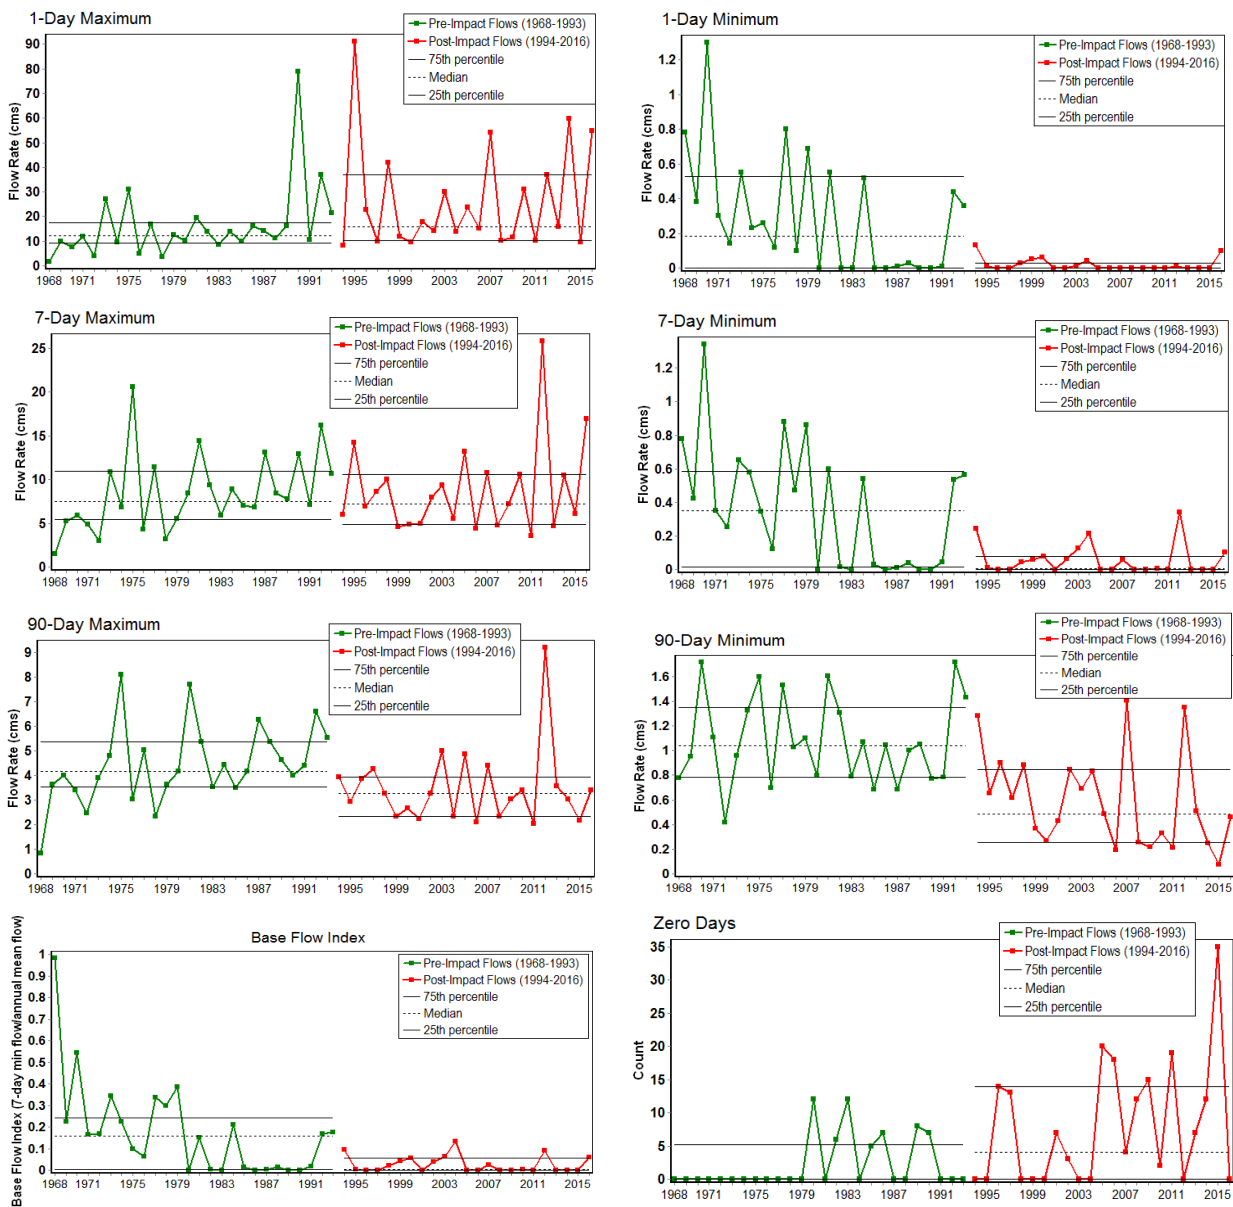 1-Day Maximum
Pre-Impact Flows (1968-1993)
Post-Impact Flows (1994-2016)
75th percentile
Median
25th percentile
Flow Rate (cms)
90
80
70
60
50
40
30
20
10
0
1968 1971 1975 1979 1983 1987 1991 1995 1999 2003 2007 2011 2015
1-Day Minimum
Pre-Impact Flows (1968-1993)
Post-Impact Flows (1994-2016)
75th percentile
Median
25th percentile
Flow Rate (cms)
1.2
1
0.8
0.6
0.4
0.2
0
1968 1971 1975 1979 1983 1987 1991 1995 1999 2003 2007 2011 2015
7-Day Maximum
Pre-Impact Flows (1968-1993)
Post-Impact Flows (1994-2016)
75th percentile
Median
25th percentile
Flow Rate (cms)
25
20
15
10
5
0
1968 1971 1975 1979 1983 1987 1991 1995 1999 2003 2007 2011 2015
7-Day Minimum
Pre-Impact Flows (1968-1993)
Post-Impact Flows (1994-2016)
75th percentile
Median
25th percentile
Flow Rate (cms)
1.2
1
0.8
0.6
0.4
0.2
0
1968 1971 1975 1979 1983 1987 1991 1995 1999 2003 2007 2011 2015
90-Day Maximum
Pre-Impact Flows (1968-1993)
Post-Impact Flows (1994-2016)
75th percentile
Median
25th percentile
Flow Rate (cms)
9
8
7
6
5
4
3
2
1
0
1968 1971 1975 1979 1983 1987 1991 1995 1999 2003 2007 2011 2015
90-Day Minimum
Pre-Impact Flows (1968-1993)
Post-Impact Flows (1994-2016)
75th percentile
Median
25th percentile
Flow Rate (cms)
1.6
1.4
1.2
1
0.8
0.6
0.4
0.2
0
1968 1971 1975 1979 1983 1987 1991 1995 1999 2003 2007 2011 2015
Base Flow Index
Pre-Impact Flows (1968-1993)
Post-Impact Flows (1994-2016)
75th percentile
Median
25th percentile
Base Flow Index (7-day min flow/annual mean flow)
1
0.9
0.8
0.7
0.6
0.5
0.4
0.3
0.2
0.1
0
1968 1971 1975 1979 1983 1987 1991 1995 1999 2003 2007 2011 2015
Zero Days
Pre-Impact Flows (1968-1993)
Post-Impact Flows (1994-2016)
75th percentile
Median
25th percentile
Count
35
30
25
20
15
10
5
0
1968 1971 1975 1979 1983 1987 1991 1995 1999 2003 2007 2011 2015